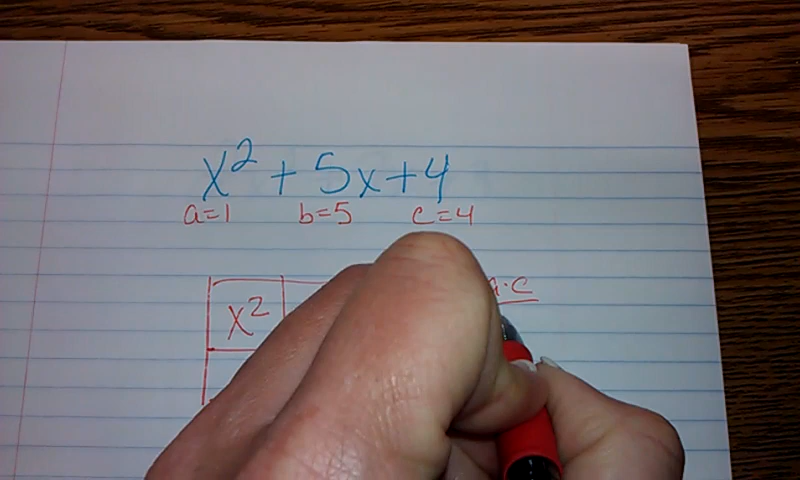 x² + 5x + 4
a=1 b=5 c=4
x² a·c